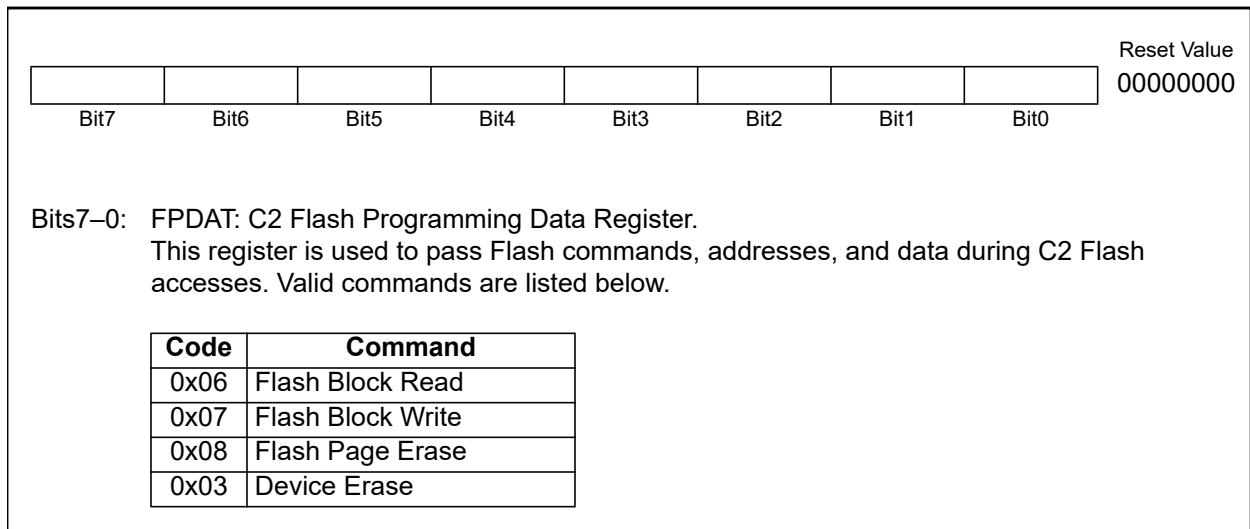 Reset Value
00000000
Bit7 Bit6 Bit5 Bit4 Bit3 Bit2 Bit1 Bit0
Bits7–0: FPDAT: C2 Flash Programming Data Register.
This register is used to pass Flash commands, addresses, and data during C2 Flash
accesses. Valid commands are listed below.
Code Command
0x06 Flash Block Read
0x07 Flash Block Write
0x08 Flash Page Erase
0x03 Device Erase